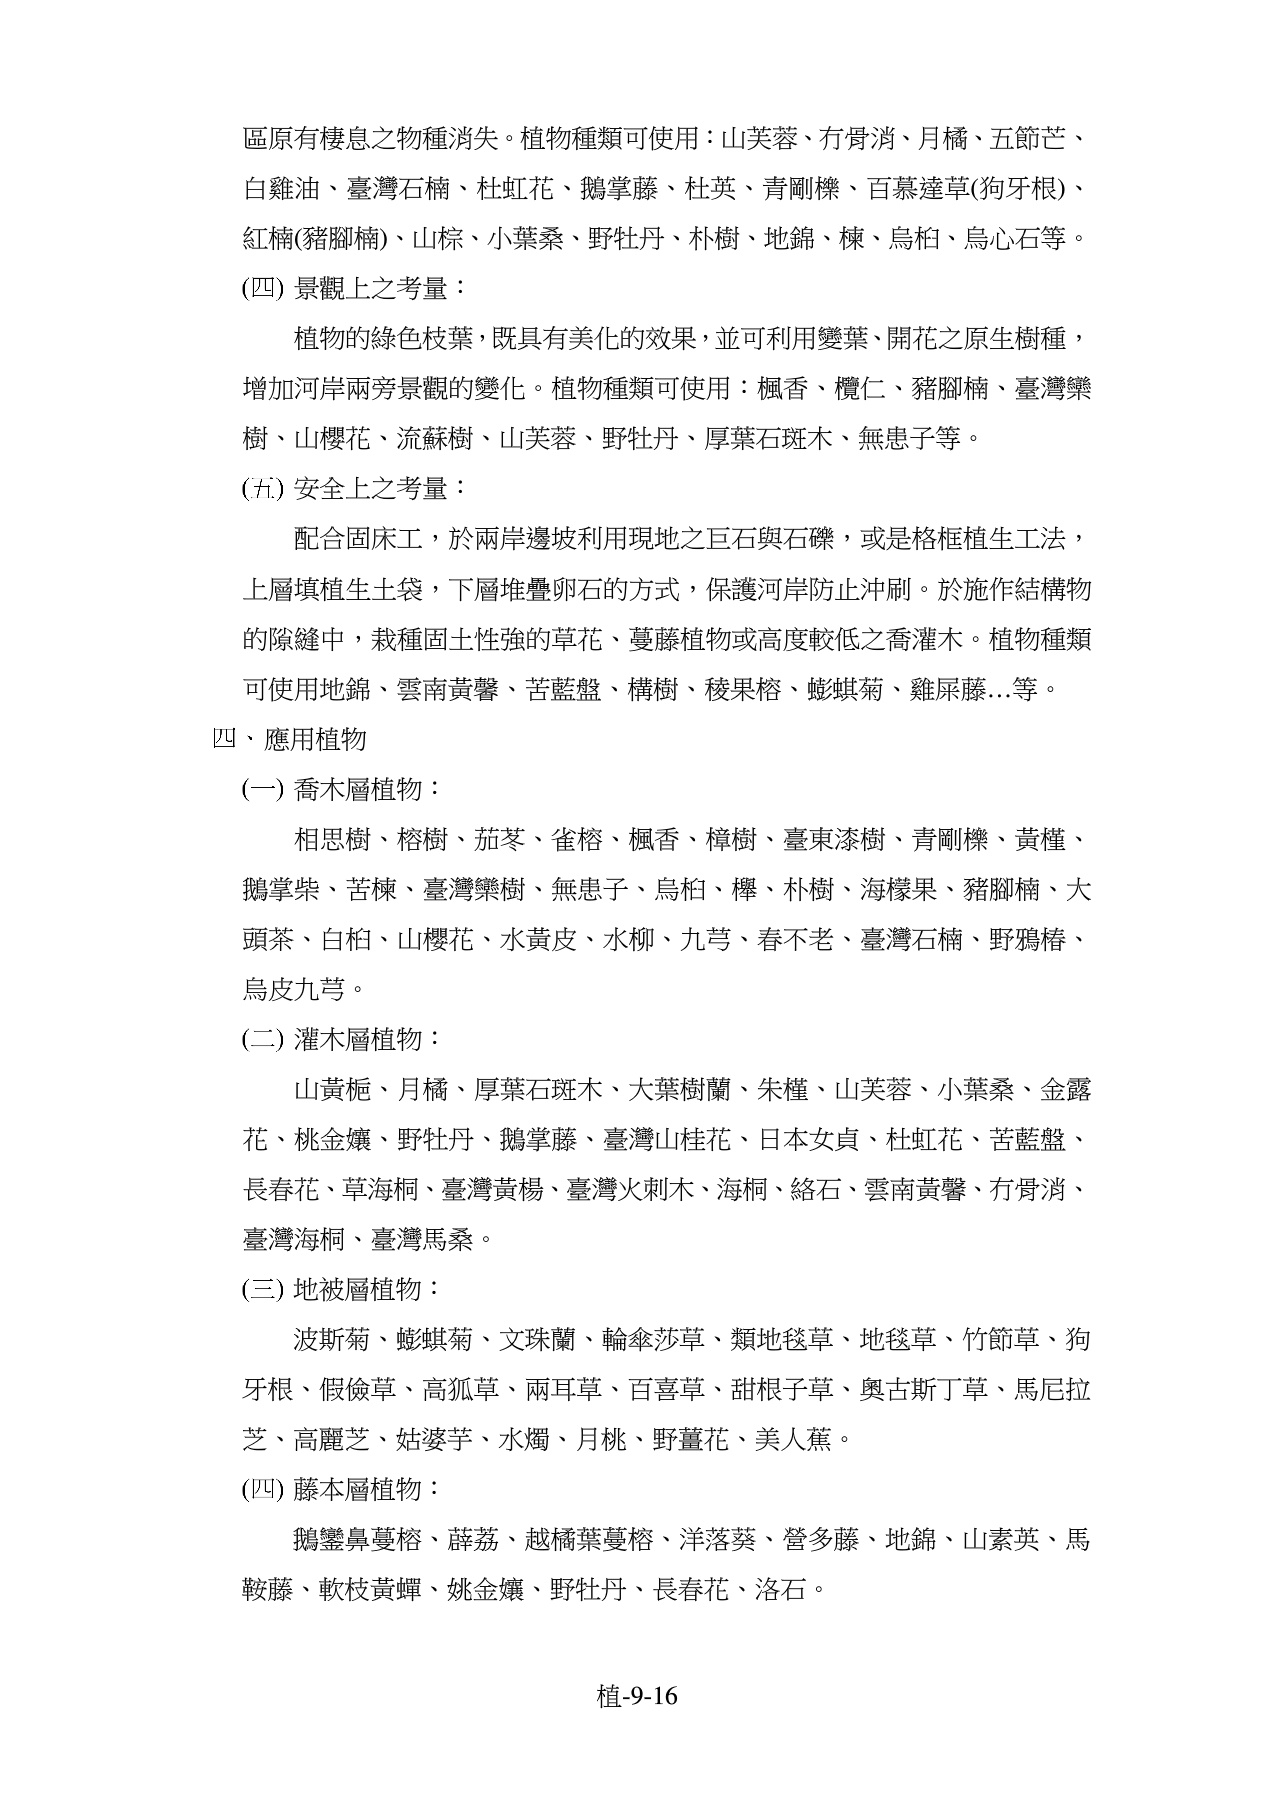 區原有棲息之物種消失。植物種類可使用：山芙蓉、冇骨消、月橘、五節芒、
白雞油、臺灣石楠、杜虹花、鵝掌藤、杜英、青剛櫟、百慕達草(狗牙根)、
紅楠(豬腳楠)、山棕、小葉桑、野牡丹、朴樹、地錦、楝、烏桕、烏心石等。
(四) 景觀上之考量：
植物的綠色枝葉，既具有美化的效果，並可利用變葉、開花之原生樹種，
增加河岸兩旁景觀的變化。植物種類可使用：楓香、欖仁、豬腳楠、臺灣欒
樹、山櫻花、流蘇樹、山芙蓉、野牡丹、厚葉石斑木、無患子等。
(五) 安全上之考量：
配合固床工，於兩岸邊坡利用現地之巨石與石礫，或是格框植生工法，
上層填植生土袋，下層堆疊卵石的方式，保護河岸防止沖刷。於施作結構物
的隙縫中，栽種固土性強的草花、蔓藤植物或高度較低之喬灌木。植物種類
可使用地錦、雲南黃馨、苦藍盤、構樹、稜果榕、蟛蜞菊、雞屎藤…等。
四、應用植物
(一) 喬木層植物：
相思樹、榕樹、茄苳、雀榕、楓香、樟樹、臺東漆樹、青剛櫟、黃槿、
鵝掌柴、苦楝、臺灣欒樹、無患子、烏桕、櫸、朴樹、海檬果、豬腳楠、大
頭茶、白桕、山櫻花、水黃皮、水柳、九芎、春不老、臺灣石楠、野鴉椿、
烏皮九芎。
(二) 灌木層植物：
山黃梔、月橘、厚葉石斑木、大葉樹蘭、朱槿、山芙蓉、小葉桑、金露
花、桃金孃、野牡丹、鵝掌藤、臺灣山桂花、日本女貞、杜虹花、苦藍盤、
長春花、草海桐、臺灣黃楊、臺灣火刺木、海桐、絡石、雲南黃馨、冇骨消、
臺灣海桐、臺灣馬桑。
(三) 地被層植物：
波斯菊、蟛蜞菊、文珠蘭、輪傘莎草、類地毯草、地毯草、竹節草、狗
牙根、假儉草、高狐草、兩耳草、百喜草、甜根子草、奧古斯丁草、馬尼拉
芝、高麗芝、姑婆芋、水燭、月桃、野薑花、美人蕉。
(四) 藤本層植物：
鵝鑾鼻蔓榕、薜荔、越橘葉蔓榕、洋落葵、營多藤、地錦、山素英、馬
鞍藤、軟枝黃蟬、姚金孃、野牡丹、長春花、洛石。
植-9-16